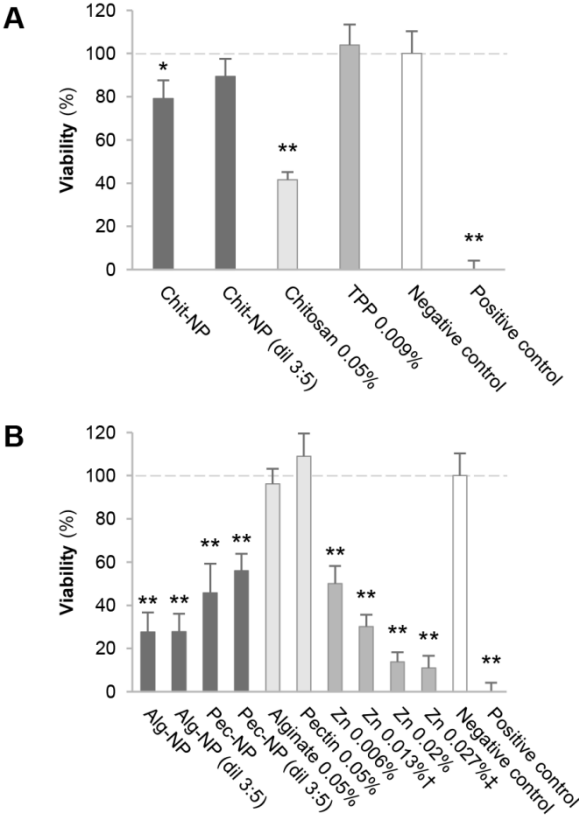 A
120
100
80
60
40
20
0
Viability (%)
*
**
**
Chit-NP
Chit-NP (dil 3:5)
Chitosan 0.05%
TPP 0.009%
Negative control
Positive control
B
120
100
80
60
40
20
0
Viability (%)
**
**
**
**
**
**
**
**
**
Alg-NP
Alg-NP (dil 3:5)
Pec-NP
Pec-NP (dil 3:5)
Alginate 0.05%
Pectin 0.05%
Zn 0.006%
Zn 0.013%†
Zn 0.02%
Zn 0.027%‡
Negative control
Positive control